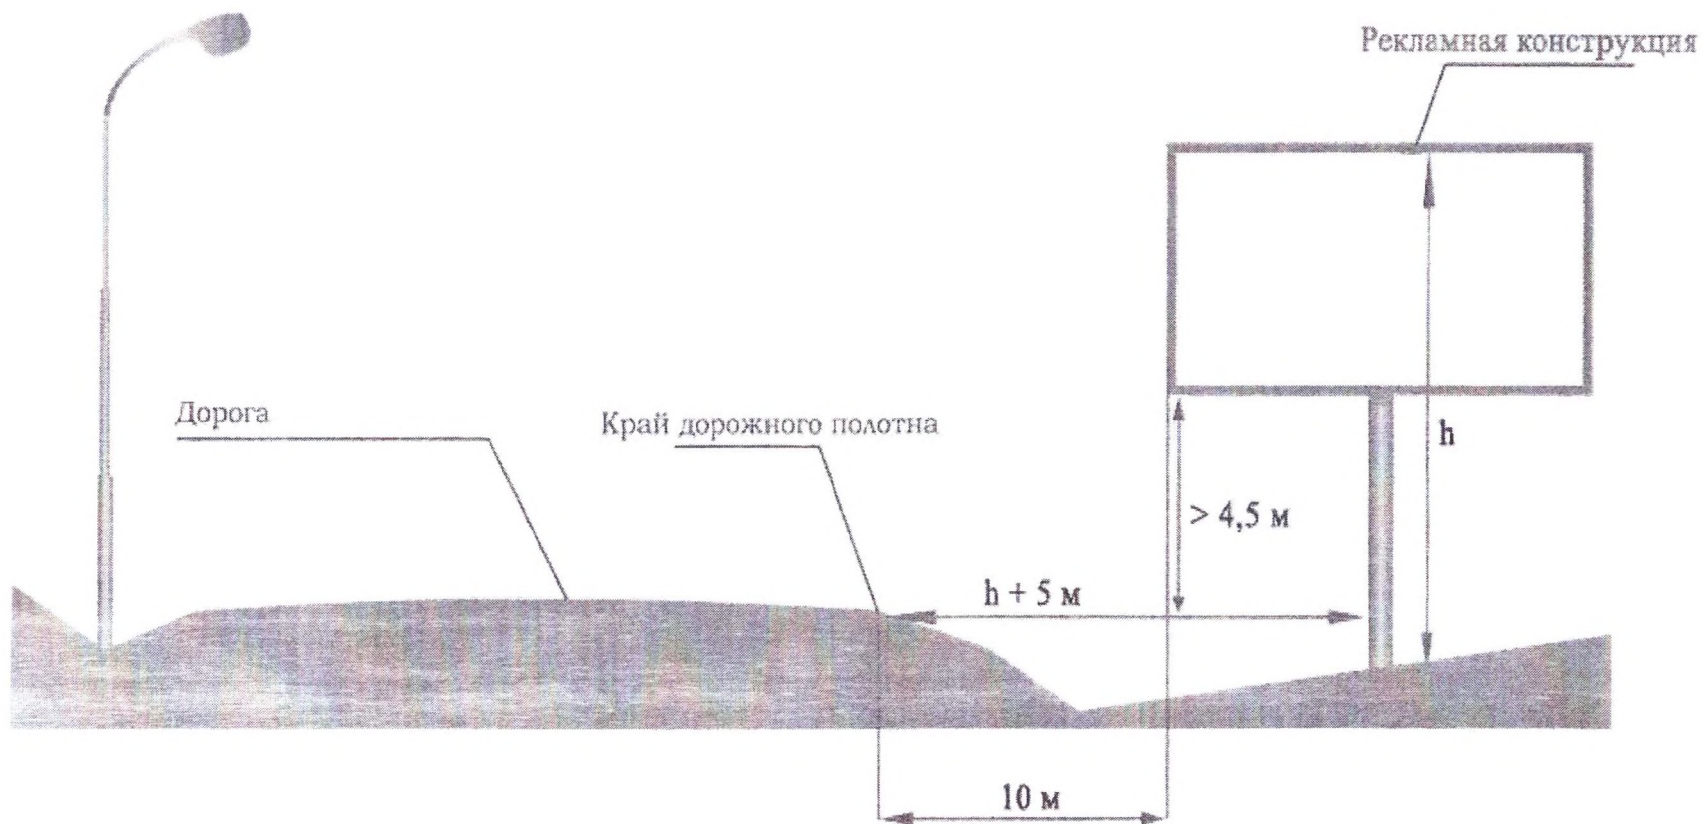 Рекламная конструкция
Дорога
Край дорожного полотна
h
> 4,5 м
h + 5 м
10 м